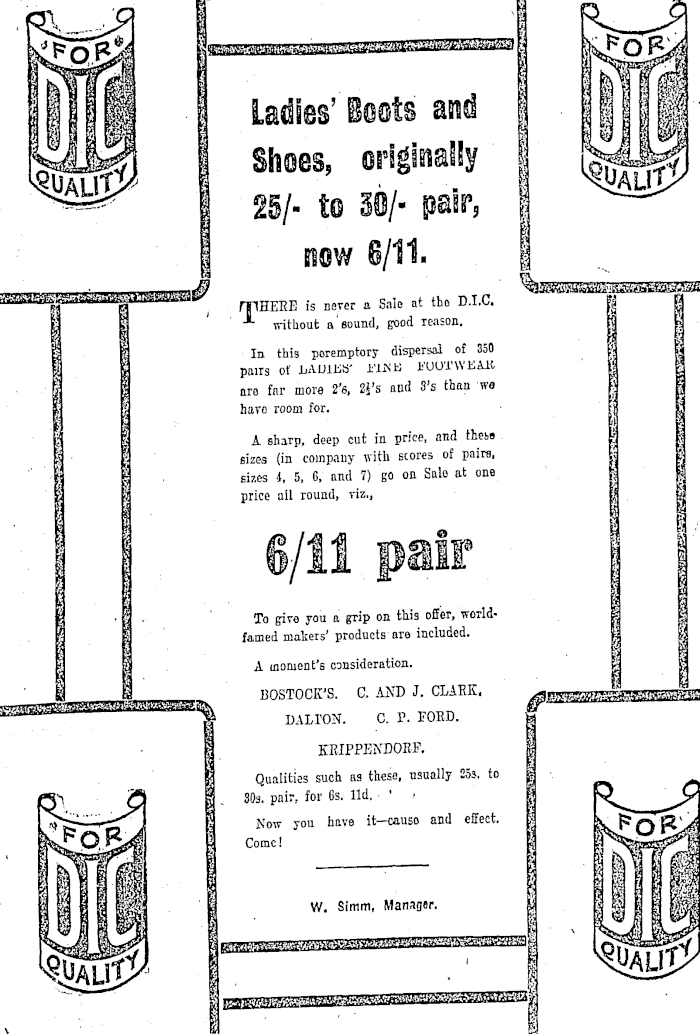 FOR
DIC
QUALITY
FOR
DIC
QUALITY
Ladies' Boots and
Shoes, originally
25/- to 30/- pair,
now 6/11.
THERE is never a Sale at the D.I.C.
without a sound, good reason.
In this peremptory dispersal of 350
pairs of LADIES' FINE FOOTWEAR
are far more 2's, 2½'s and 3's than we
have room for.
A sharp, deep cut in price, and these
sizes (in company with scores of pairs,
sizes 4, 5, 6, and 7) go on Sale at one
price all round, viz.,
6/11 pair
To give you a grip on this offer, world-
famed makers' products are included.
A moment's consideration.
BOSTOCK'S. C. AND J. CLARK.
DALTON. C. P. FORD.
KRIPPENDORF.
Qualities such as these, usually 25s. to
30s. pair, for 6s. 11d.
Now you have it—cause and effect.
Come!
W. Simm, Manager.
FOR
DIC
QUALITY
FOR
DIC
QUALITY